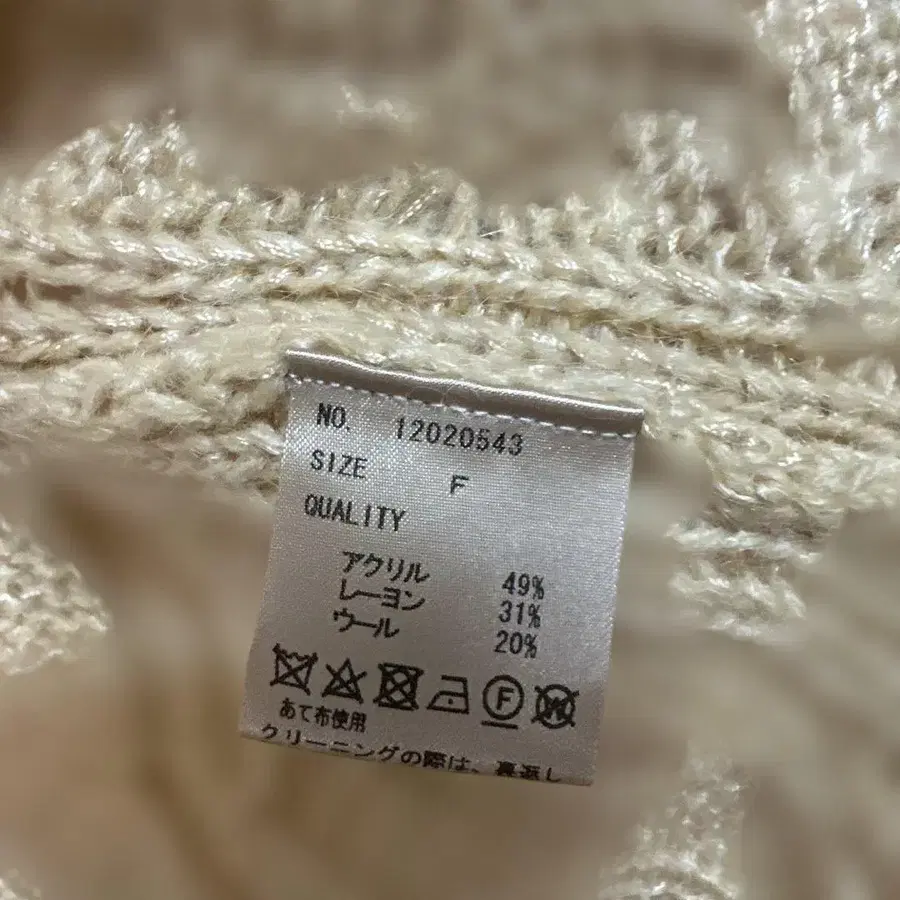 NO. 12020543
SIZE F
QUALITY
アクリル 49%
レーヨン 31%
ウール 20%
F W
あて布使用
クリーニングの際は、裏返し